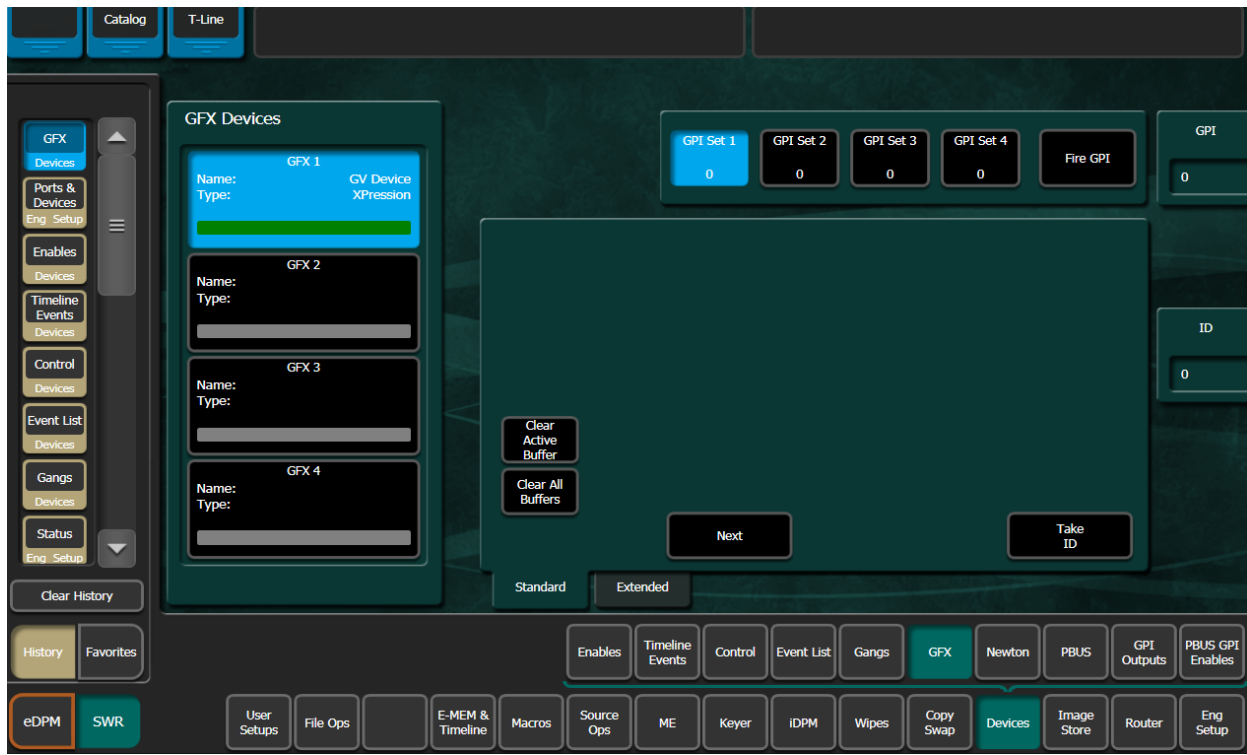 Catalog
T-Line
GFX
Devices
Ports &
Devices
Eng Setup
Enables
Devices
Timeline
Events
Devices
Control
Devices
Event List
Devices
Gangs
Devices
Status
Eng Setup
Clear History
History
Favorites
eDPM
SWR
GFX Devices
GFX 1
Name: GV Device
Type: XPression
GFX 2
Name:
Type:
GFX 3
Name:
Type:
GFX 4
Name:
Type:
GPI Set 1
0
GPI Set 2
0
GPI Set 3
0
GPI Set 4
0
Fire GPI
GPI
0
ID
0
Clear
Active
Buffer
Clear All
Buffers
Next
Take
ID
Standard
Extended
Enables
Timeline
Events
Control
Event List
Gangs
GFX
Newton
PBUS
GPI
Outputs
PBUS GPI
Enables
User
Setups
File Ops
E-MEM &
Timeline
Macros
Source
Ops
ME
Keyer
iDPM
Wipes
Copy
Swap
Devices
Image
Store
Router
Eng
Setup